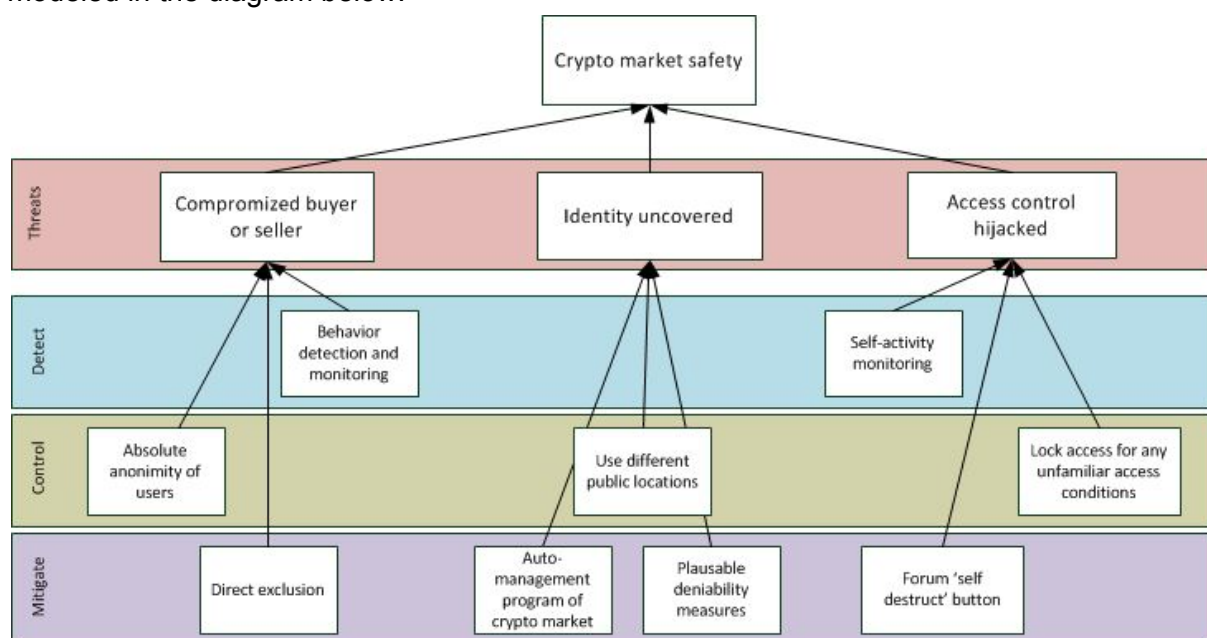 modeled in the diagram below.
Crypto market safety
Threats
Compromized buyer
or seller
Identity uncovered
Access control
hijacked
Detect
Behavior
detection and
monitoring
Self-activity
monitoring
Control
Absolute
anonimity of
users
Use different
public locations
Lock access for any
unfamiliar access
conditions
Mitigate
Direct exclusion
Auto-
management
program of
crypto market
Plausable
deniability
measures
Forum ‘self
destruct’ button